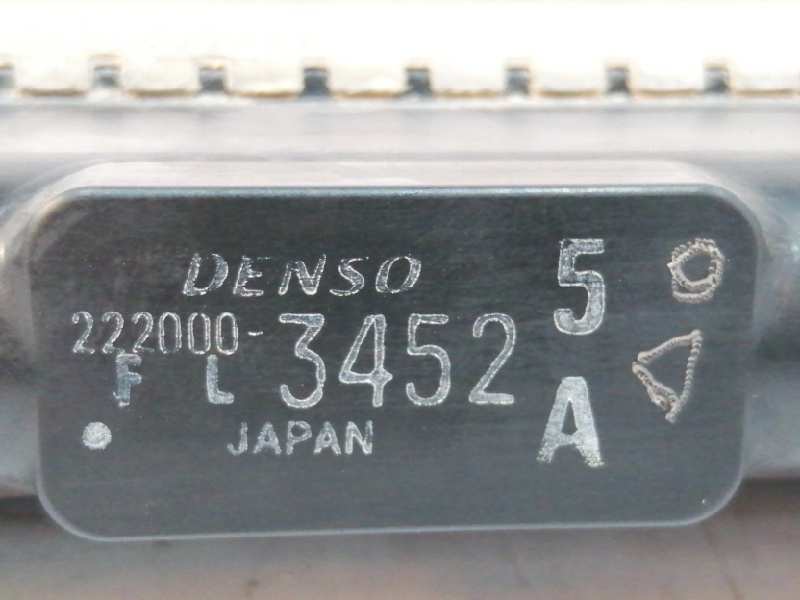 DENSO
222000-3452
F L
JAPAN
5
A